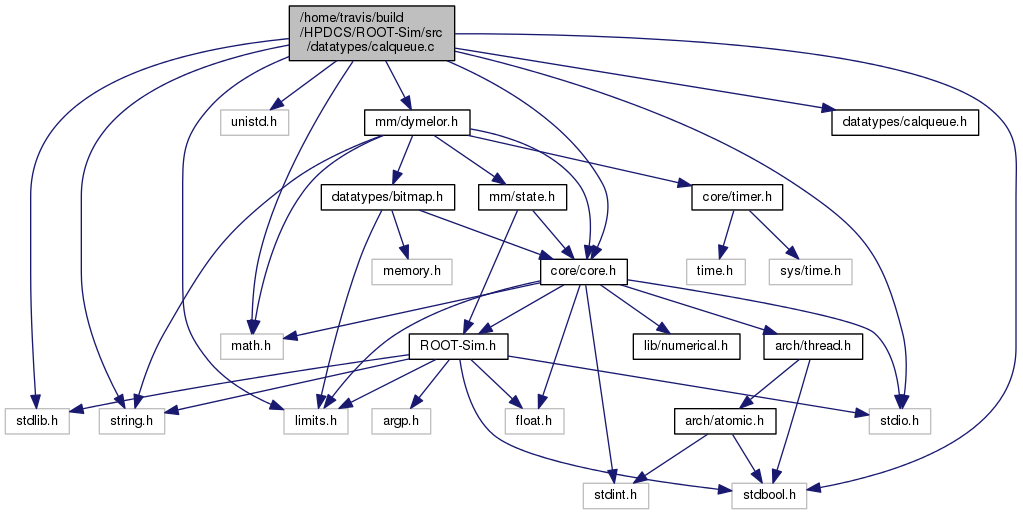 /home/travis/build
/HPDCS/ROOT-Sim/src
/datatypes/calqueue.c
unistd.h
mm/dymelor.h
datatypes/calqueue.h
datatypes/bitmap.h
mm/state.h
core/timer.h
memory.h
core/core.h
time.h
sys/time.h
math.h
ROOT-Sim.h
lib/numerical.h
arch/thread.h
stdlib.h
string.h
limits.h
argp.h
float.h
arch/atomic.h
stdio.h
stdint.h
stdbool.h